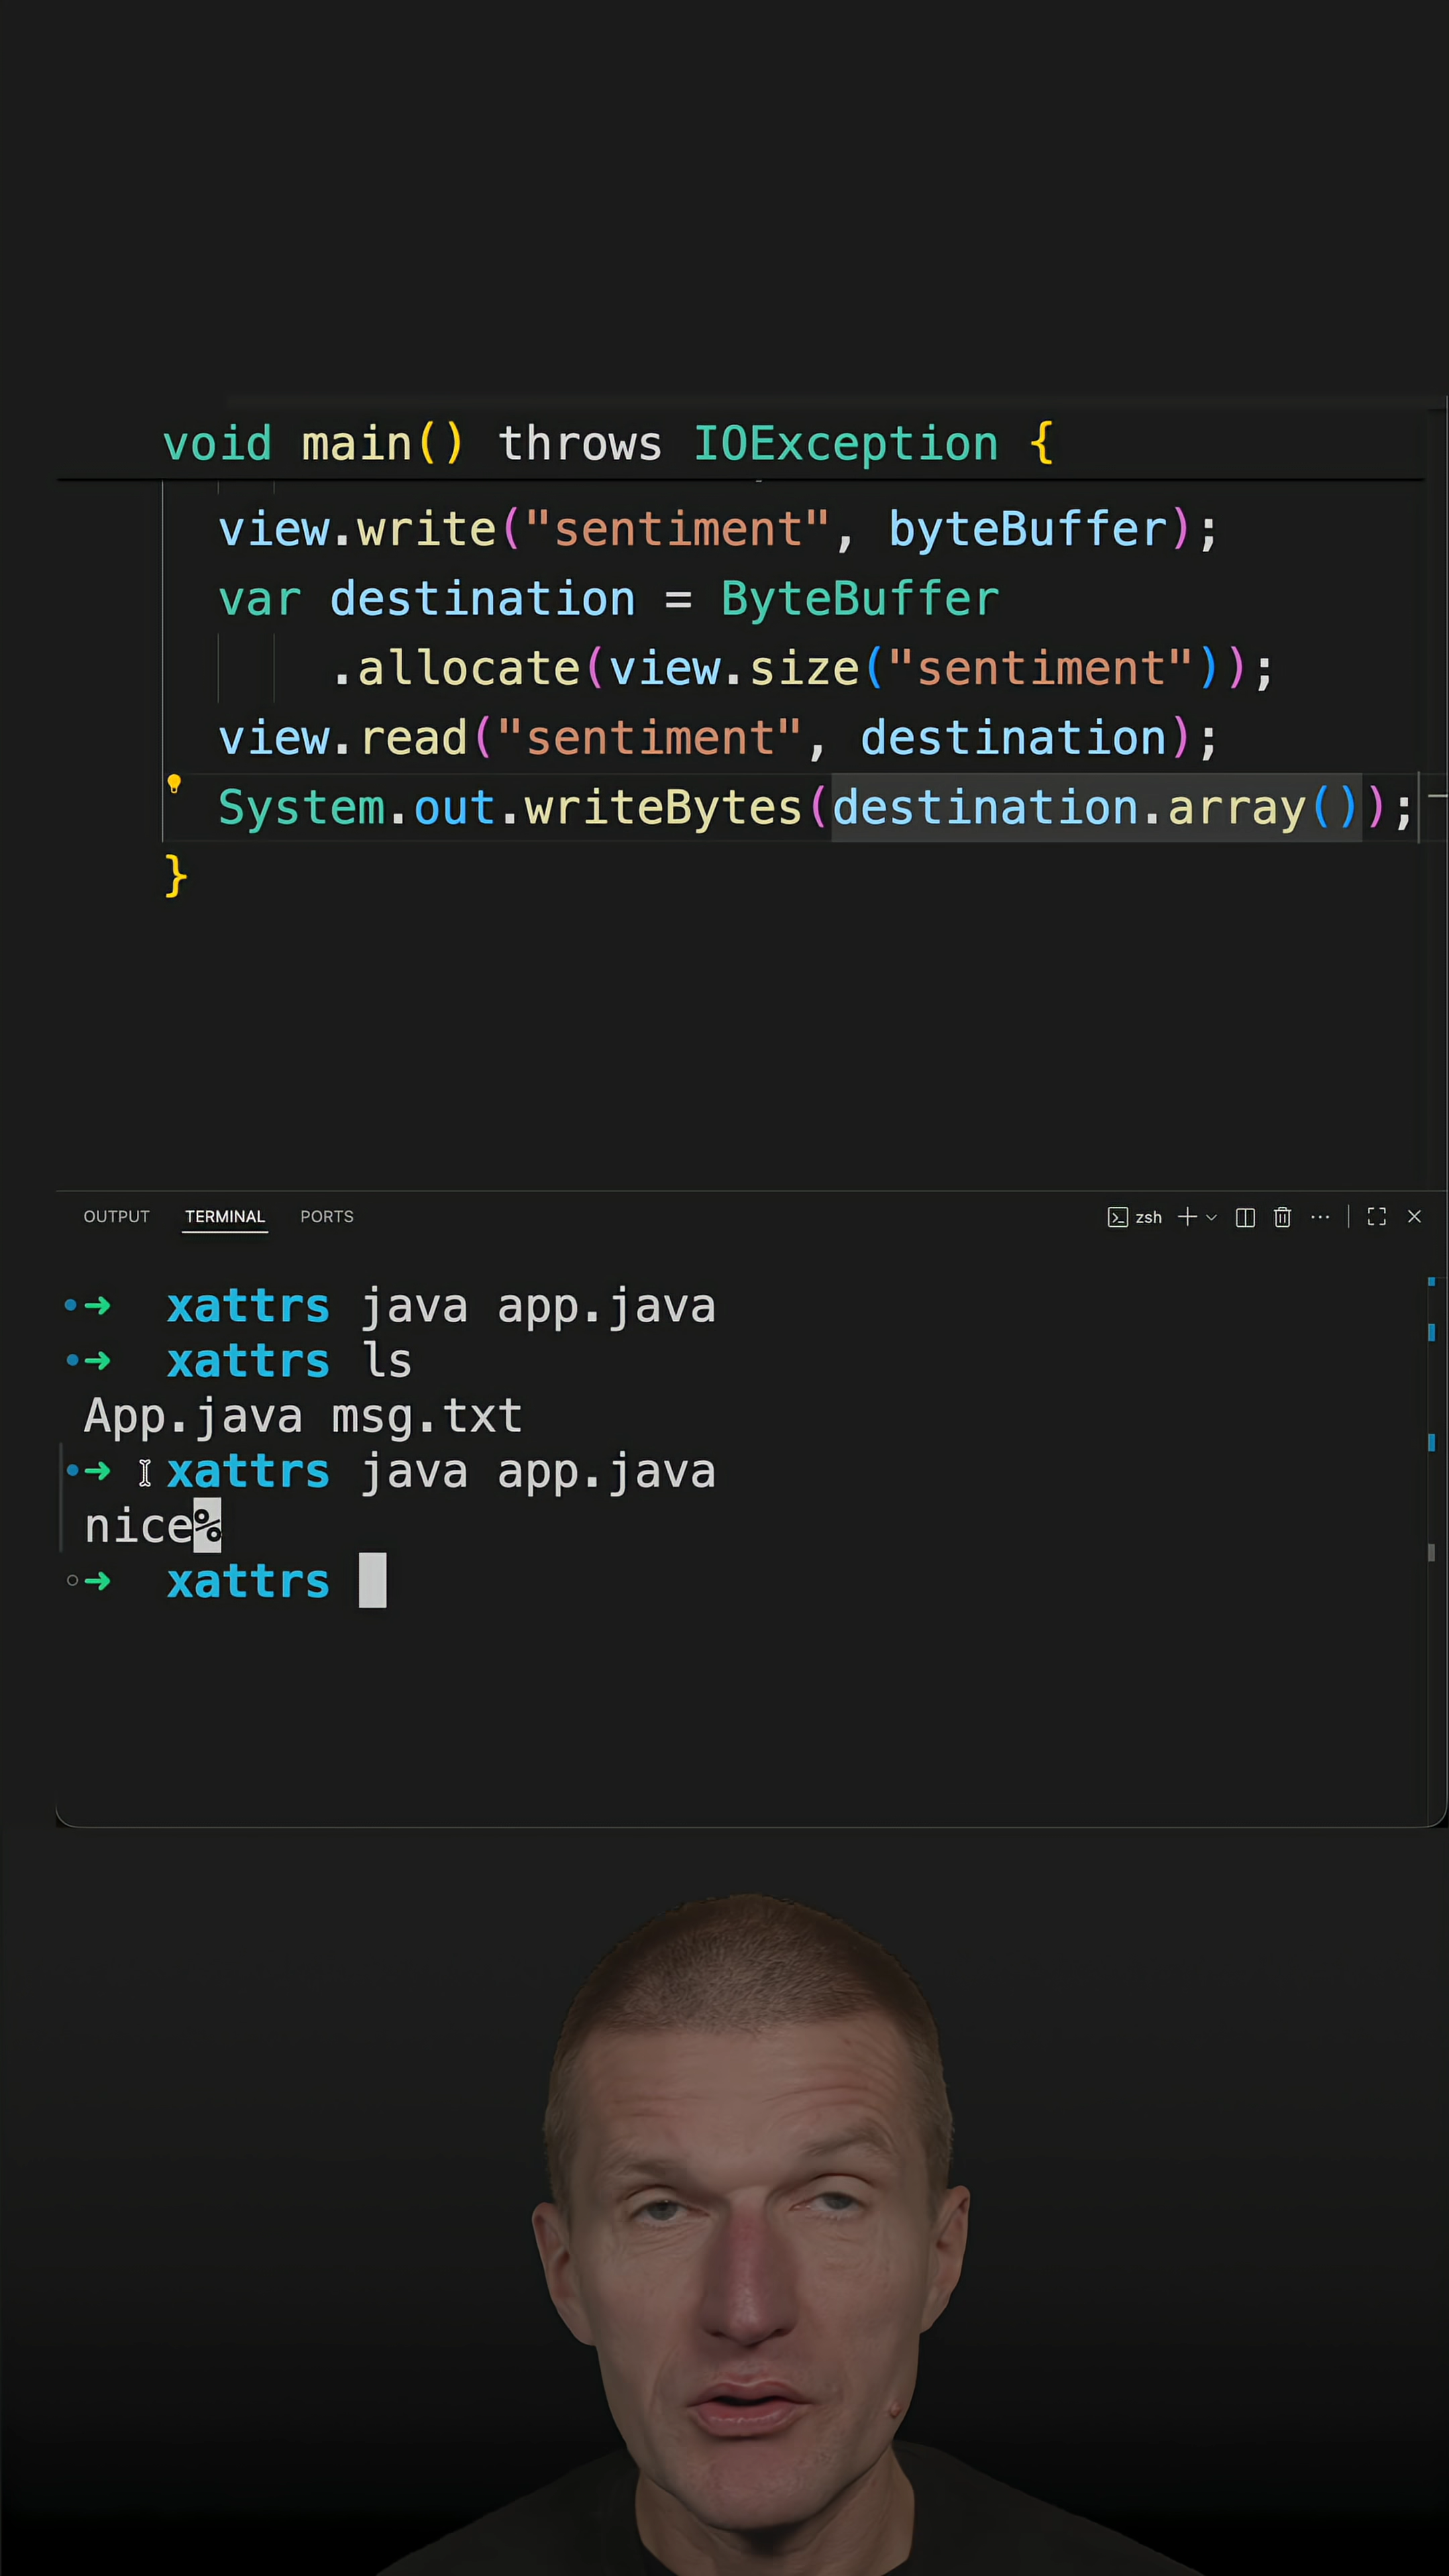 void main() throws IOException {
view.write("sentiment", byteBuffer);
var destination = ByteBuffer
.allocate(view.size("sentiment"));
view.read("sentiment", destination);
System.out.writeBytes(destination.array());
}
OUTPUT TERMINAL PORTS zsh
➜ xattrs java app.java
➜ xattrs ls
App.java msg.txt
➜ xattrs java app.java
nice%
➜ xattrs